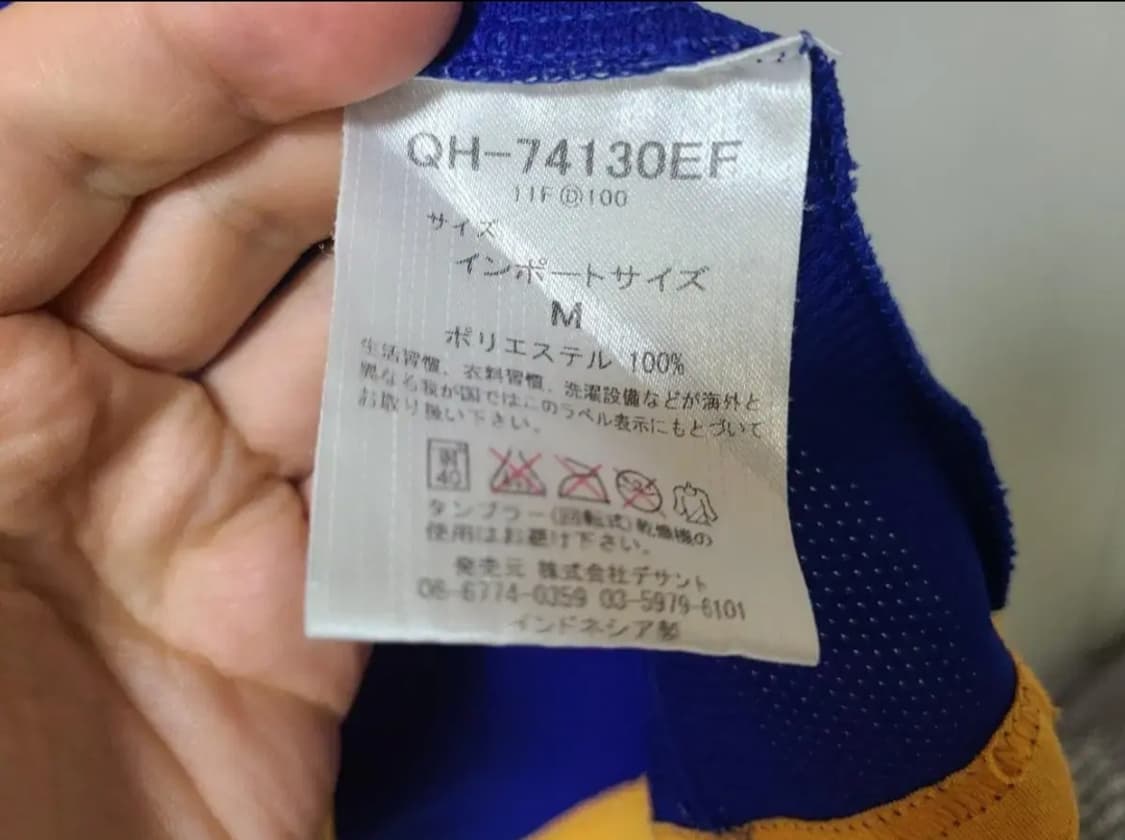 QH-74130EF
11FⒹ100
サイズ
インポートサイズ
M
ポリエステル 100%
生活習慣、衣料習慣、洗濯設備などが海外と
異なる我が国ではこのラベル表示にもとづいて
お取り扱い下さい。
40
タンブラー(回転式)乾燥機の
使用はお避け下さい。
発売元 株式会社デサント
06-6774-0359 03-5979-6101
インドネシア製